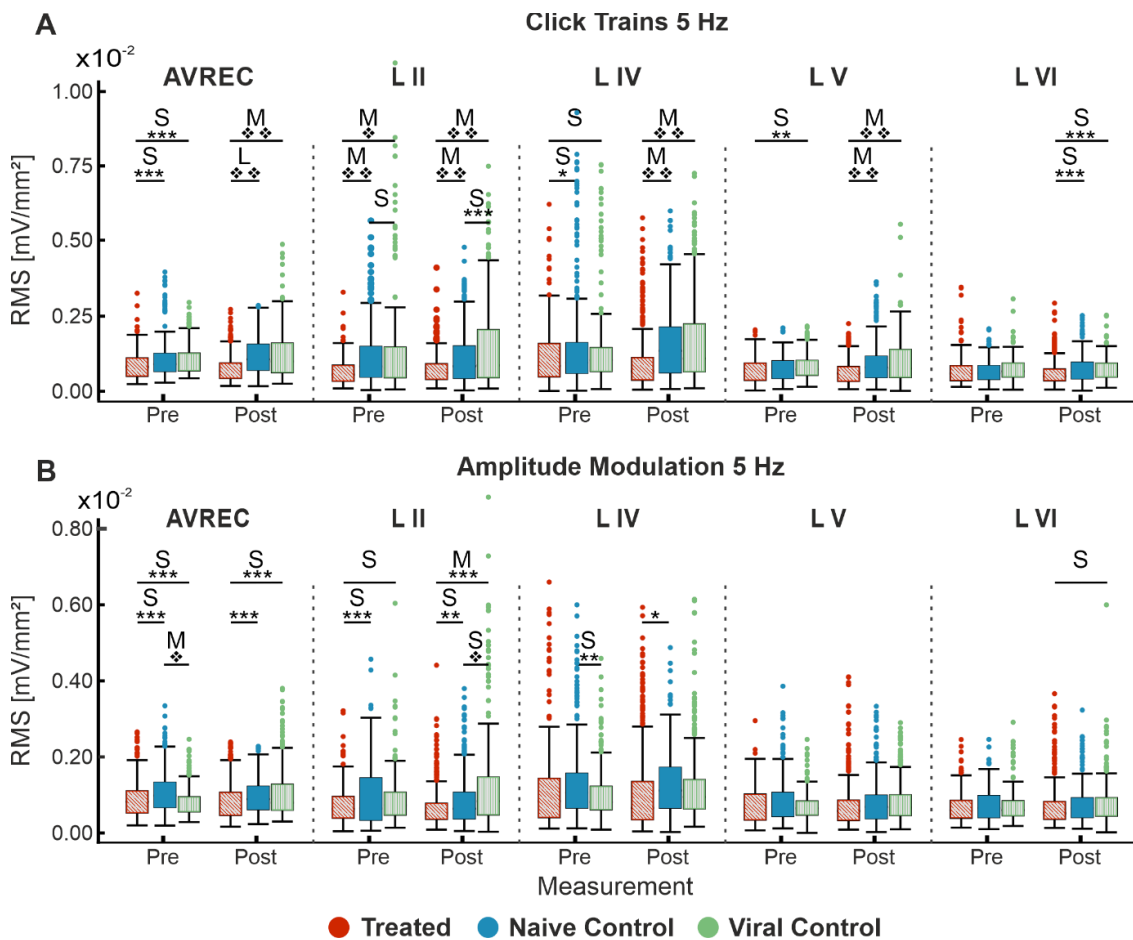 A
Click Trains 5 Hz
x10⁻²
AVREC
L II
L IV
L V
L VI
1.00
S
M
M
M
S
M
S
M
S
***
❖❖
❖
❖❖
❖❖
**
❖❖
***
S
L
M
M
S
M
M
S
***
❖❖
❖❖
❖❖
*
❖❖
❖❖
***
0.75
S
S
***
0.50
0.25
0.00
RMS [mV/mm²]
Pre
Post
Pre
Post
Pre
Post
Pre
Post
Pre
Post
B
Amplitude Modulation 5 Hz
x10⁻²
AVREC
L II
L IV
L V
L VI
0.80
S
S
S
M
S
***
***
***
0.60
S
S
S
***
***
***
**
*
M
S
S
❖
❖
**
0.40
0.20
0.00
RMS [mV/mm²]
Pre
Post
Pre
Post
Pre
Post
Pre
Post
Pre
Post
Measurement
Treated
Naive Control
Viral Control